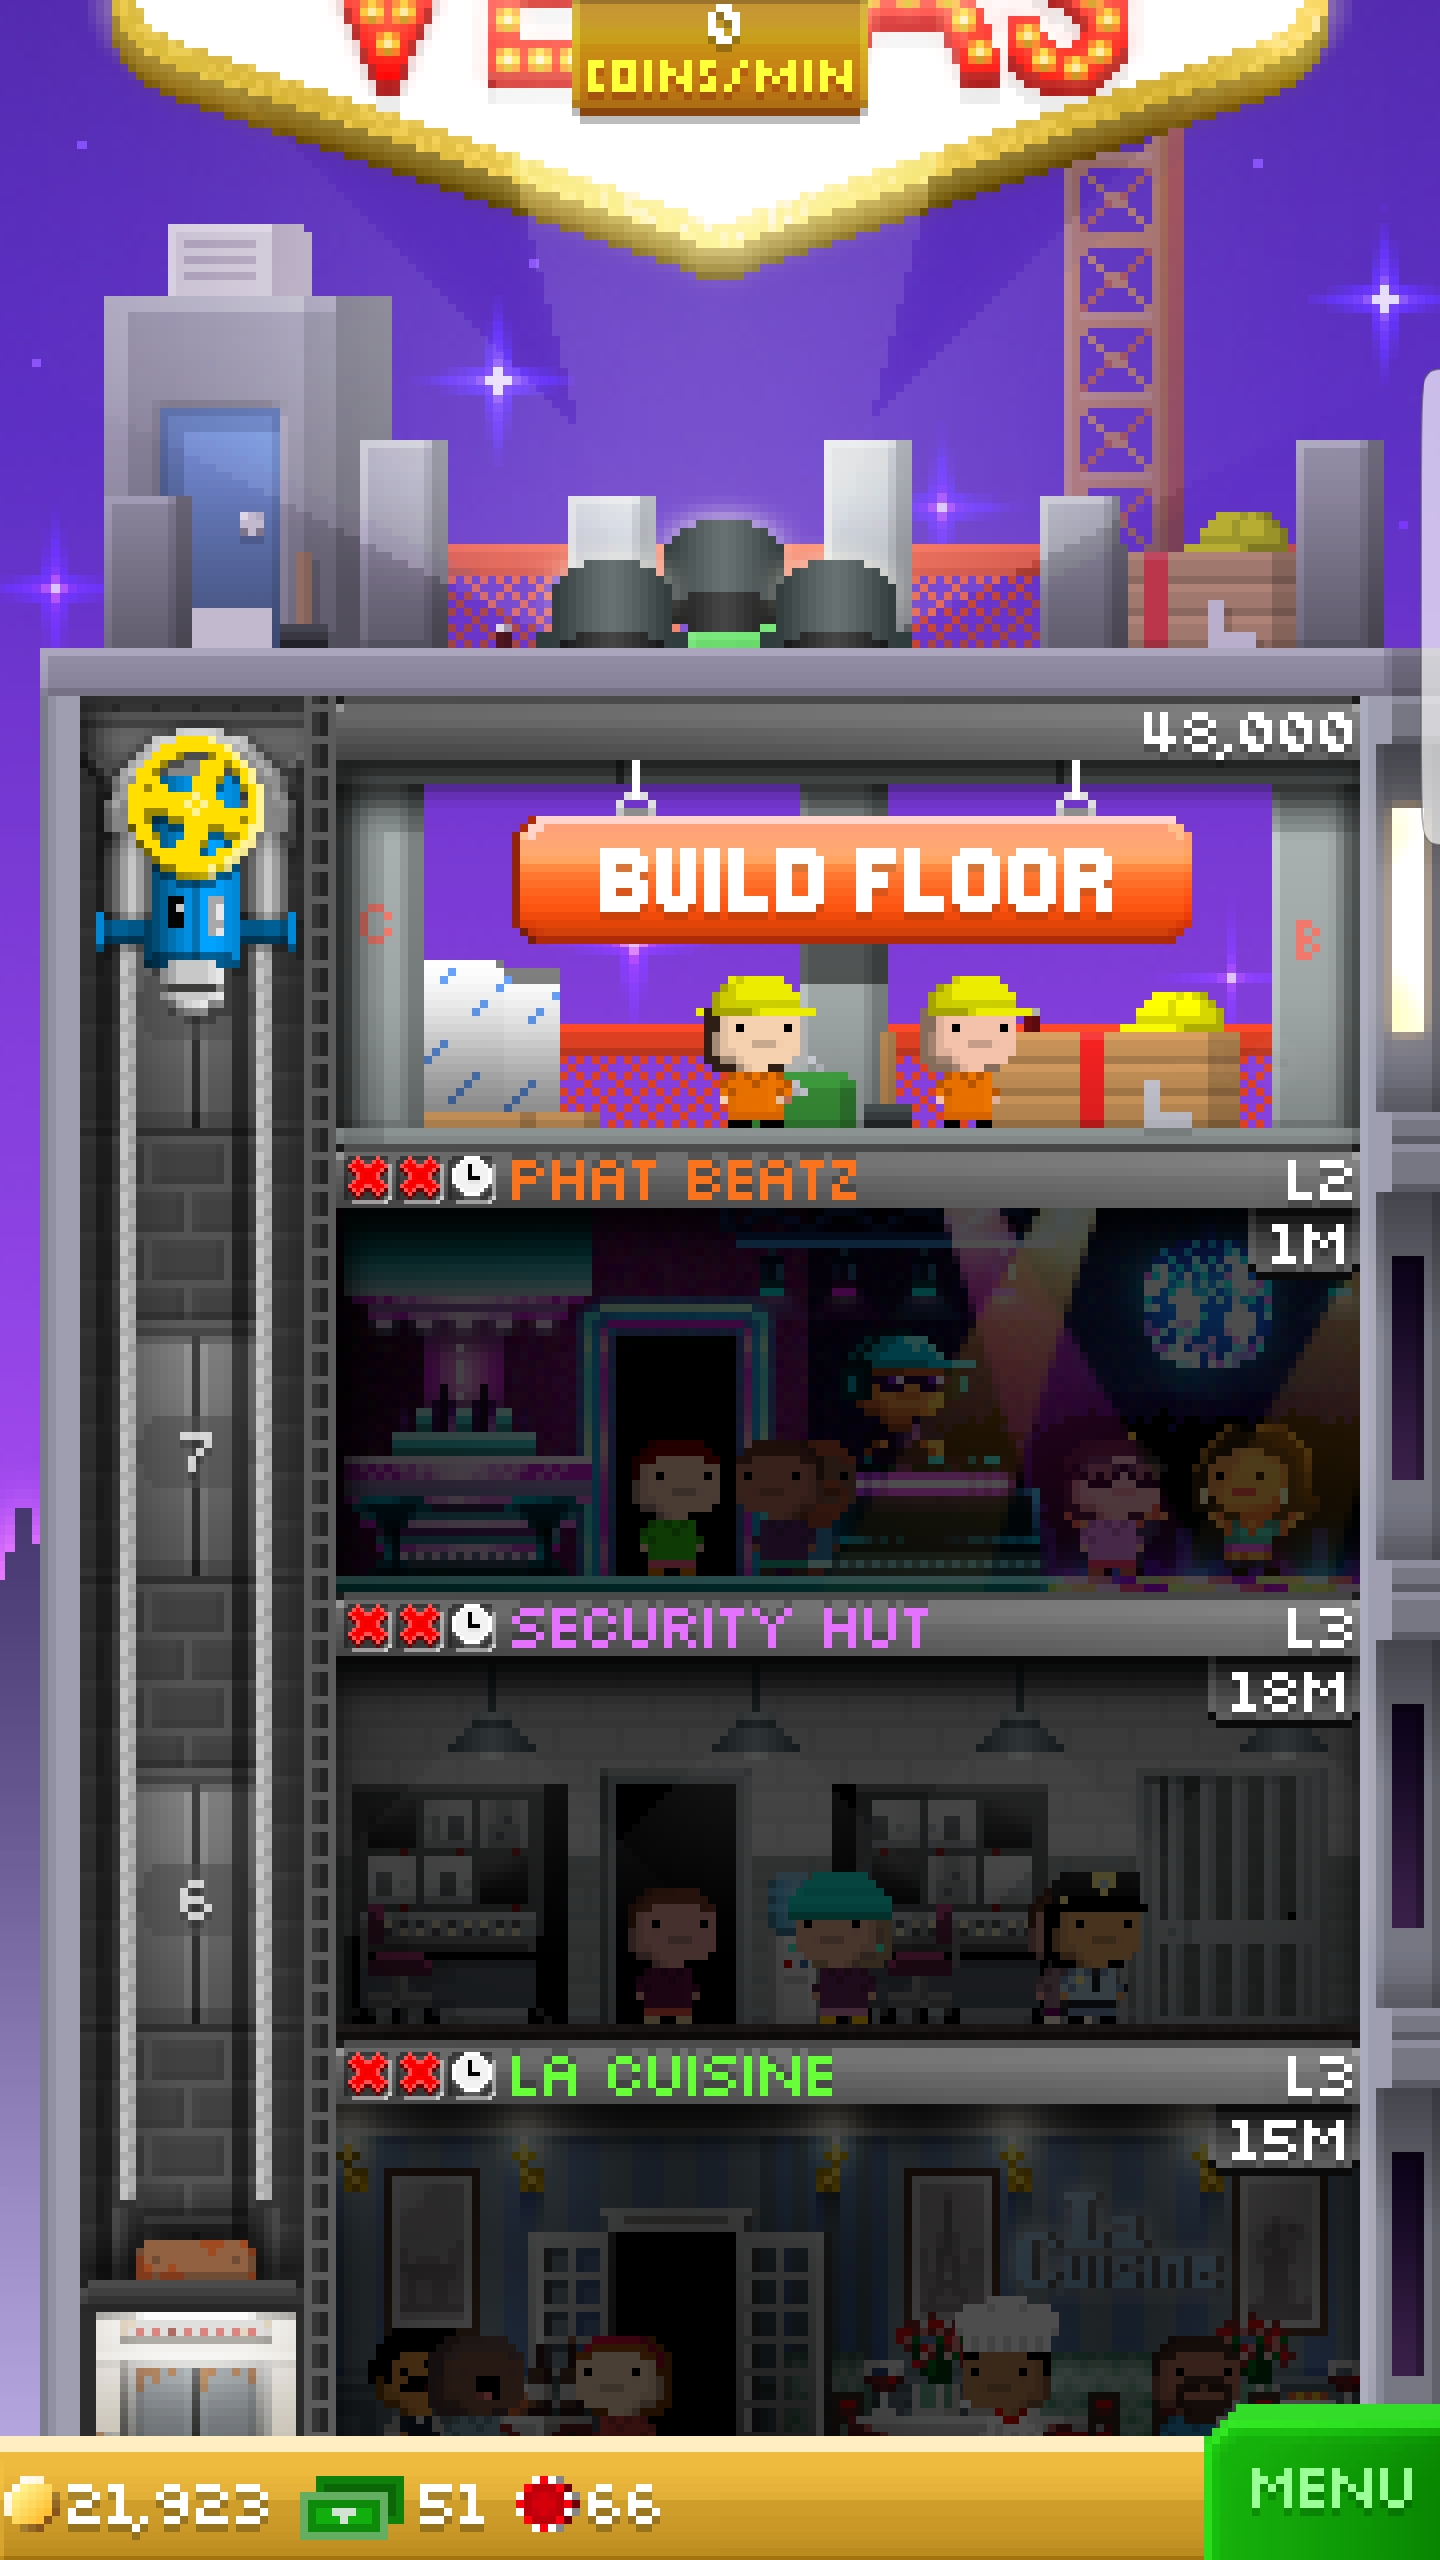 0
COINS/MIN
48,000
BUILD FLOOR
C
B
PHAT BEATZ L2
1M
7
SECURITY HUT L3
18M
6
LA CUISINE L3
15M
La
Cuisine
21,923 51 66
MENU